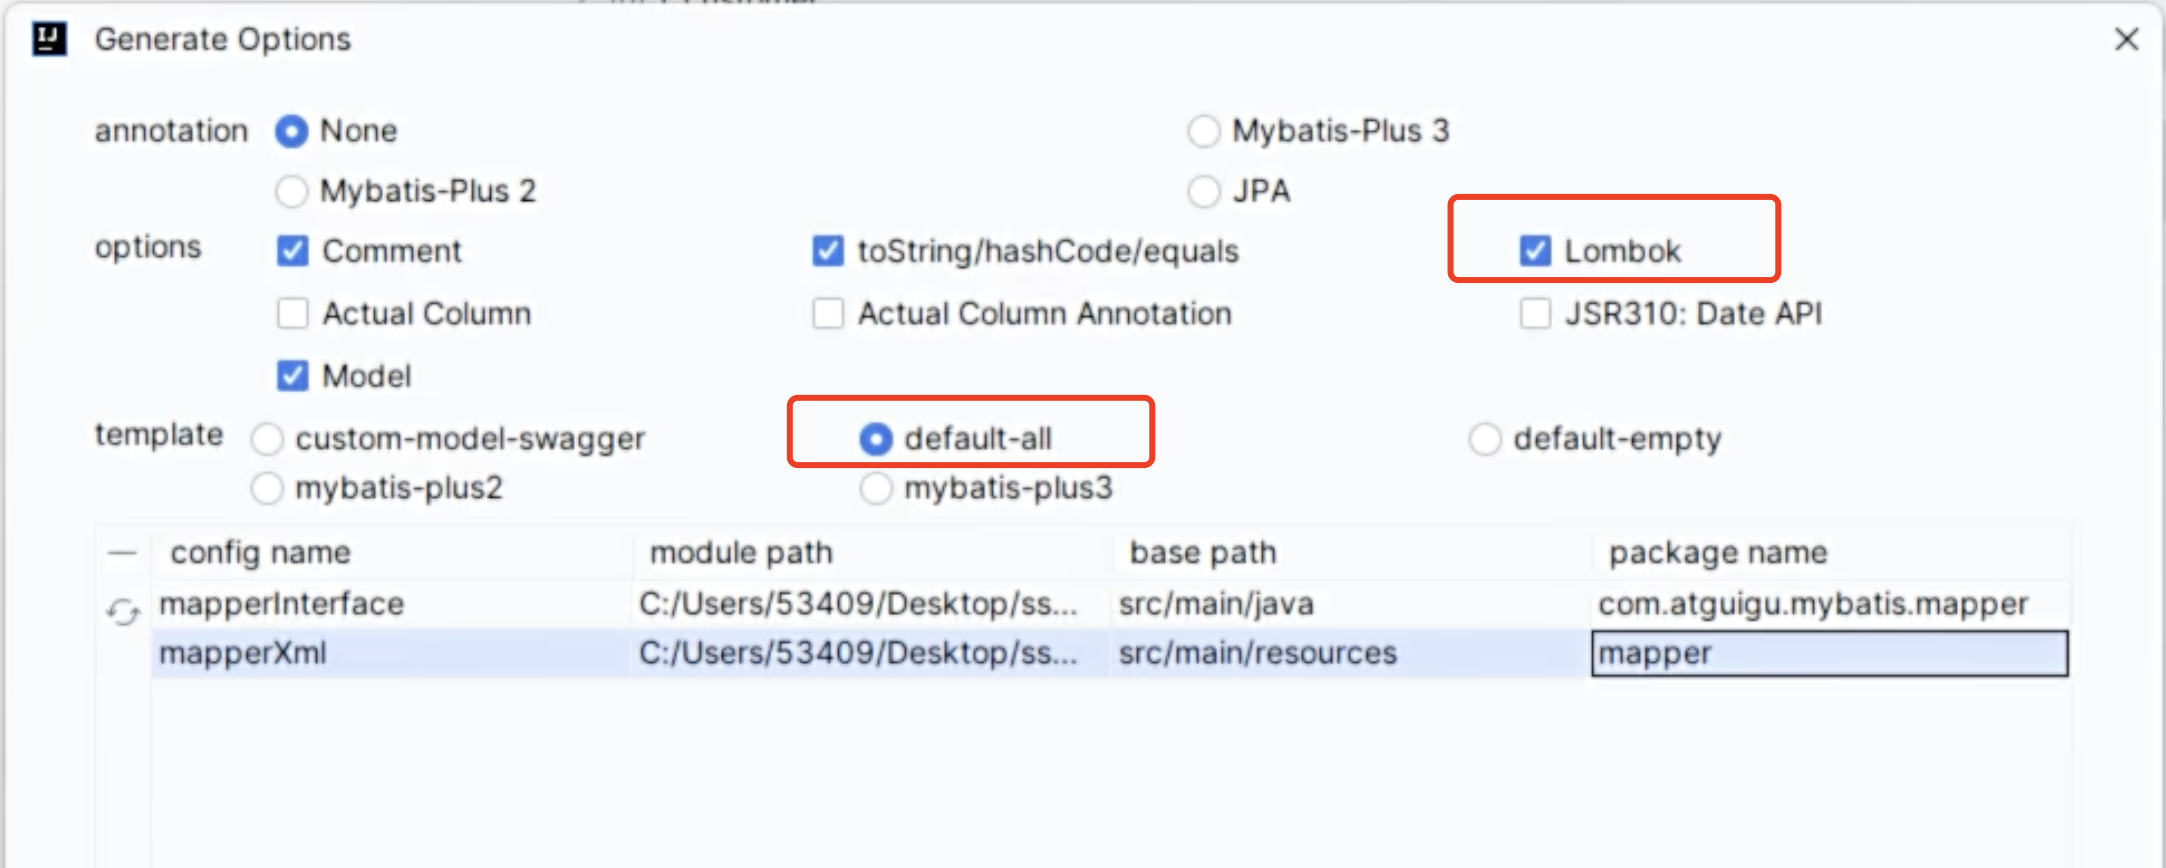 Generate Options
annotation None Mybatis-Plus 3
Mybatis-Plus 2 JPA
options Comment toString/hashCode/equals Lombok
Actual Column Actual Column Annotation JSR310: Date API
Model
template custom-model-swagger default-all default-empty
mybatis-plus2 mybatis-plus3
config name module path base path package name
mapperInterface C:/Users/53409/Desktop/ss... src/main/java com.atguigu.mybatis.mapper
mapperXml C:/Users/53409/Desktop/ss... src/main/resources mapper